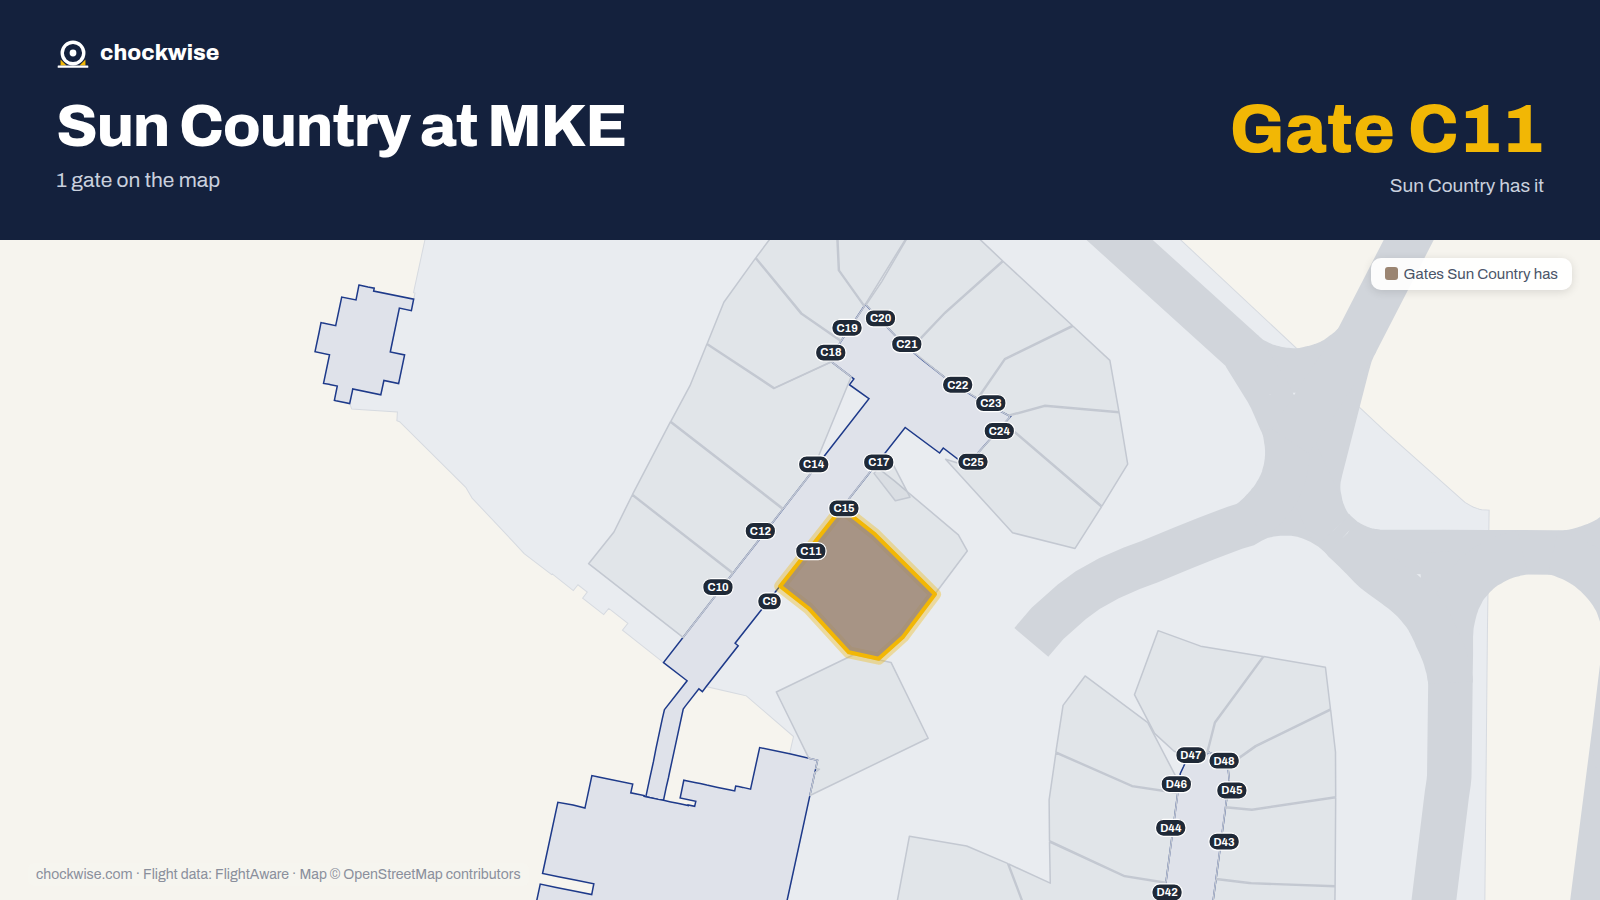 chockwise
Sun Country at MKE
1 gate on the map
Gate C11
Sun Country has it
Gates Sun Country has
C20
C19
C21
C18
C22
C23
C24
C25
C17
C14
C15
C12
C11
C10
C9
D47
D48
D46
D45
D44
D43
D42
chockwise.com · Flight data: FlightAware · Map © OpenStreetMap contributors